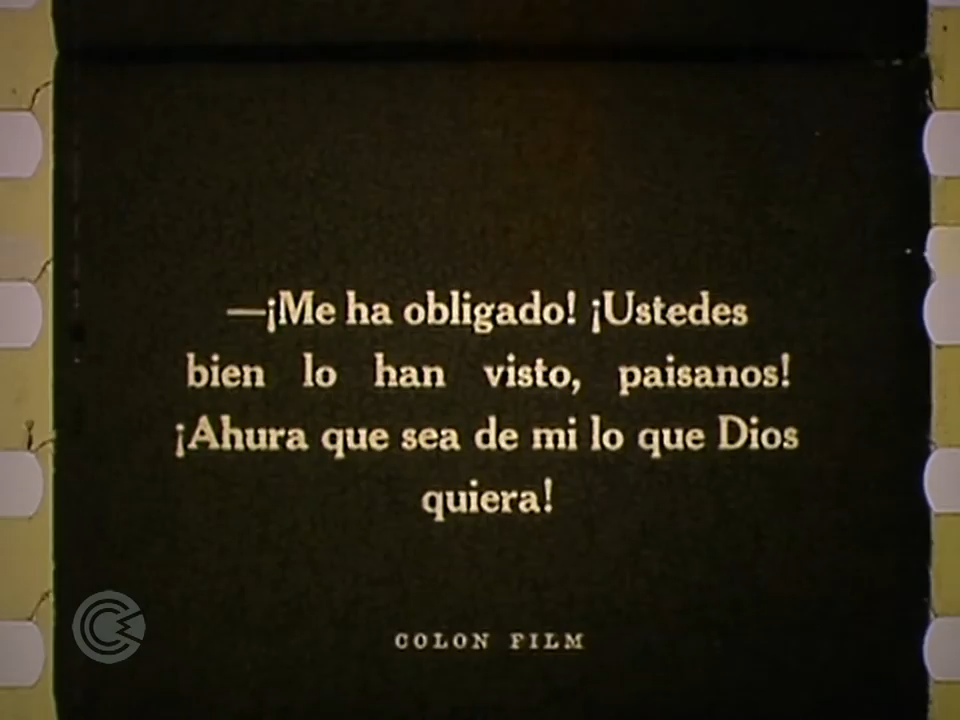 —¡Me ha obligado! ¡Ustedes
bien lo han visto, paisanos!
¡Ahura que sea de mi lo que Dios
quiera!
COLON FILM